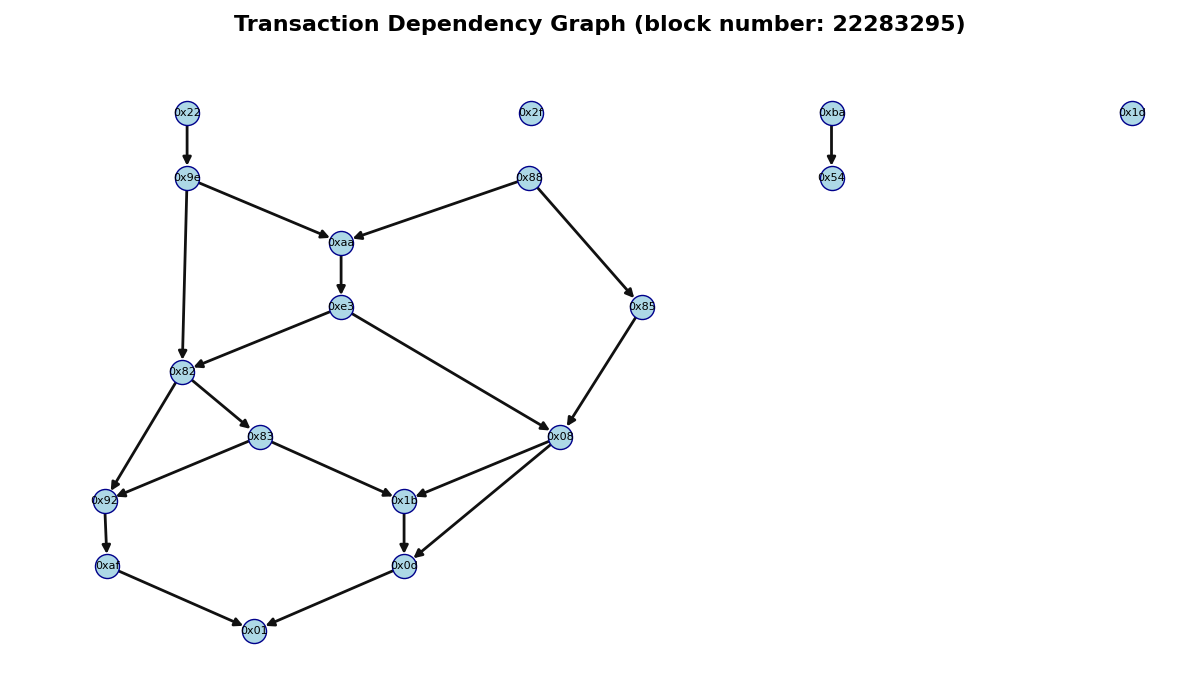 Transaction Dependency Graph (block number: 22283295)
0x22
0x2f
0xba
0x1d
0x9e
0x88
0x54
0xaa
0xe3
0x85
0x82
0x83
0x08
0x92
0x1b
0xaf
0x0d
0x01